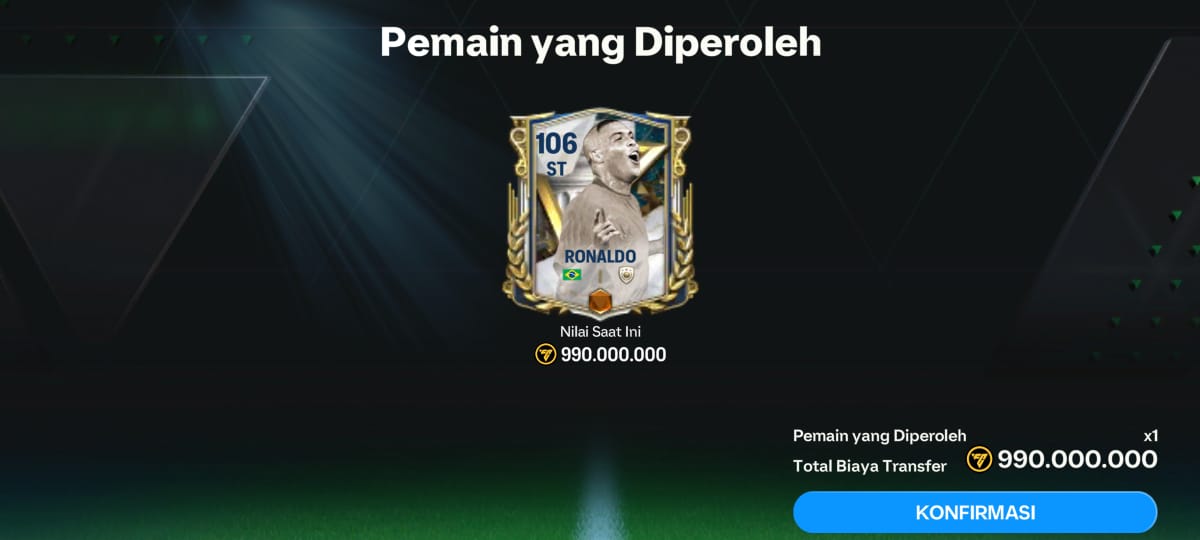 Pemain yang Diperoleh
106
ST
RONALDO
Nilai Saat Ini
990.000.000
Pemain yang Diperoleh x1
Total Biaya Transfer 990.000.000
KONFIRMASI